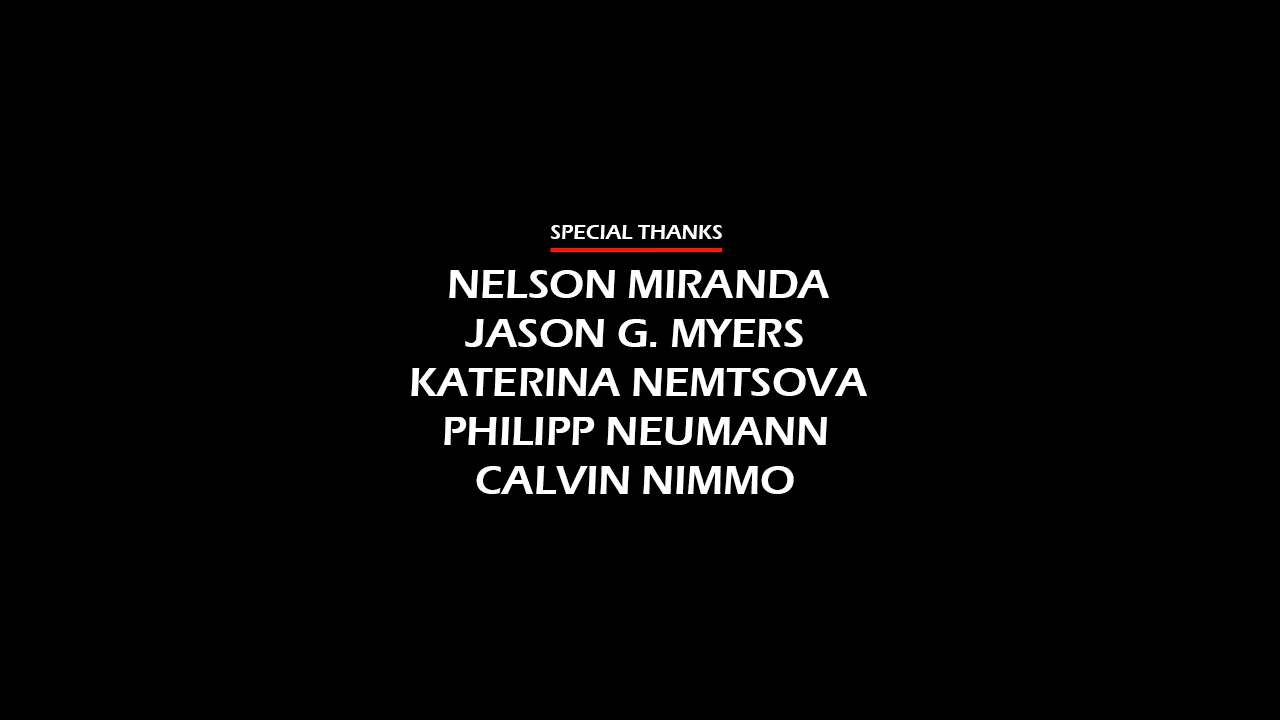 SPECIAL THANKS
NELSON MIRANDA
JASON G. MYERS
KATERINA NEMTSOVA
PHILIPP NEUMANN
CALVIN NIMMO